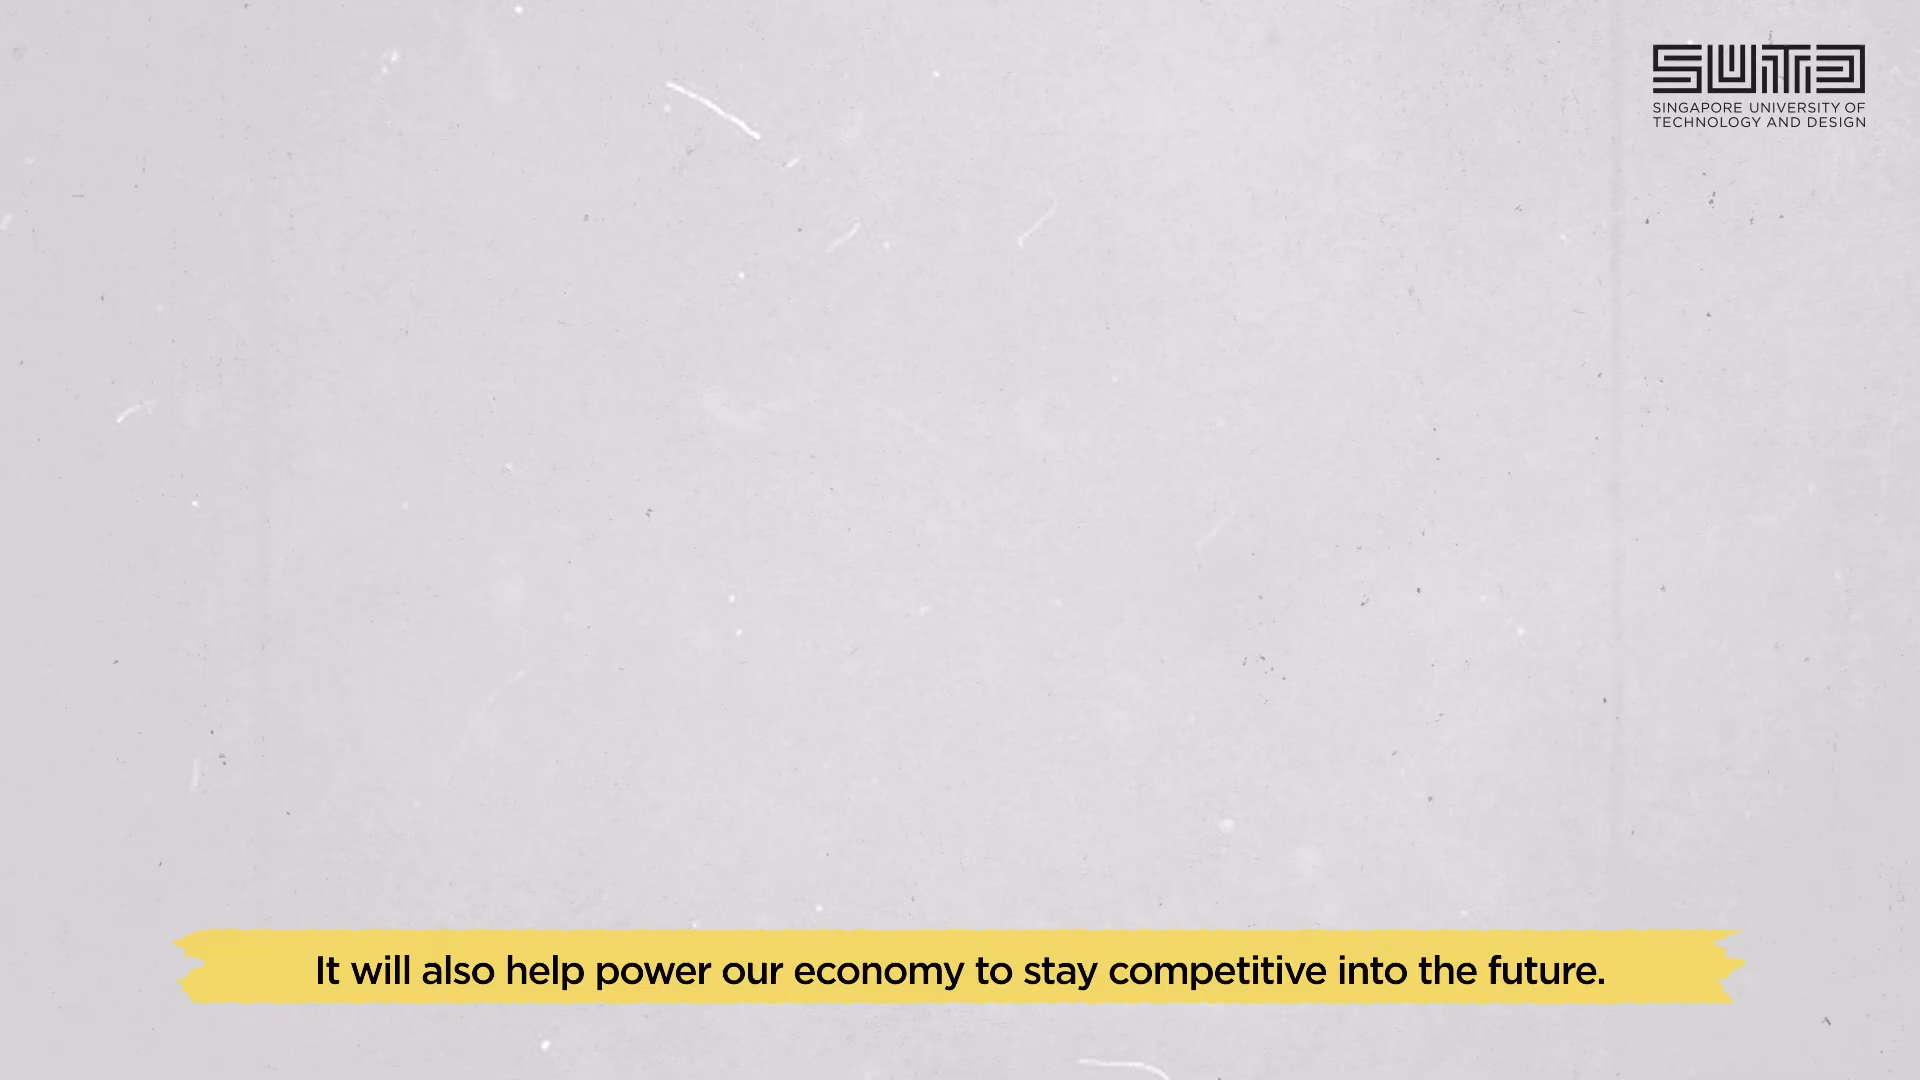 SUTD
SINGAPORE UNIVERSITY OF
TECHNOLOGY AND DESIGN
It will also help power our economy to stay competitive into the future.